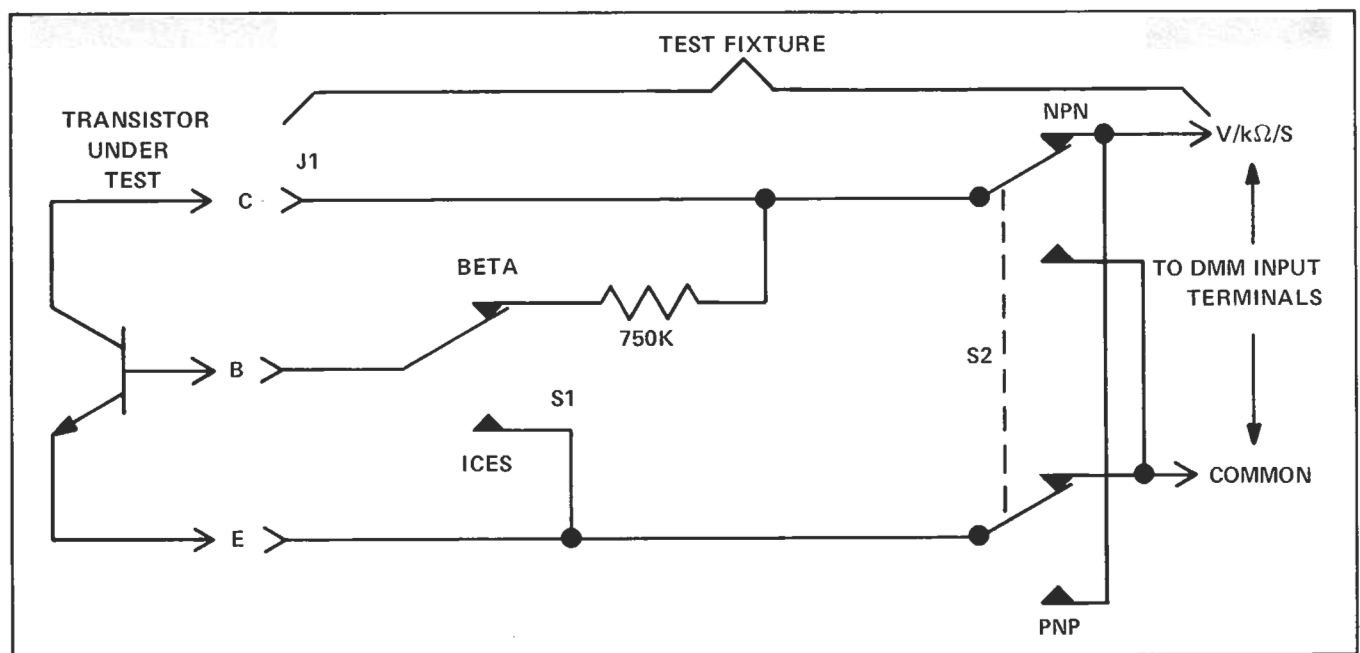 TEST FIXTURE
TRANSISTOR
UNDER
TEST
J1
NPN
V/kΩ/S
C
BETA
TO DMM INPUT
TERMINALS
750K
B
S2
S1
ICES
COMMON
E
PNP